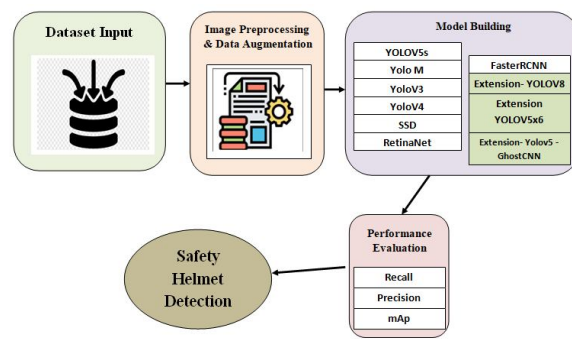 Dataset Input
Image Preprocessing
& Data Augmentation
Model Building
YOLOV5s
Yolo M
YoloV3
YoloV4
SSD
RetinaNet
FasterRCNN
Extension- YOLOV8
Extension
YOLOV5x6
Extension- Yolov5 -
GhostCNN
Performance
Evaluation
Recall
Precision
mAp
Safety
Helmet
Detection